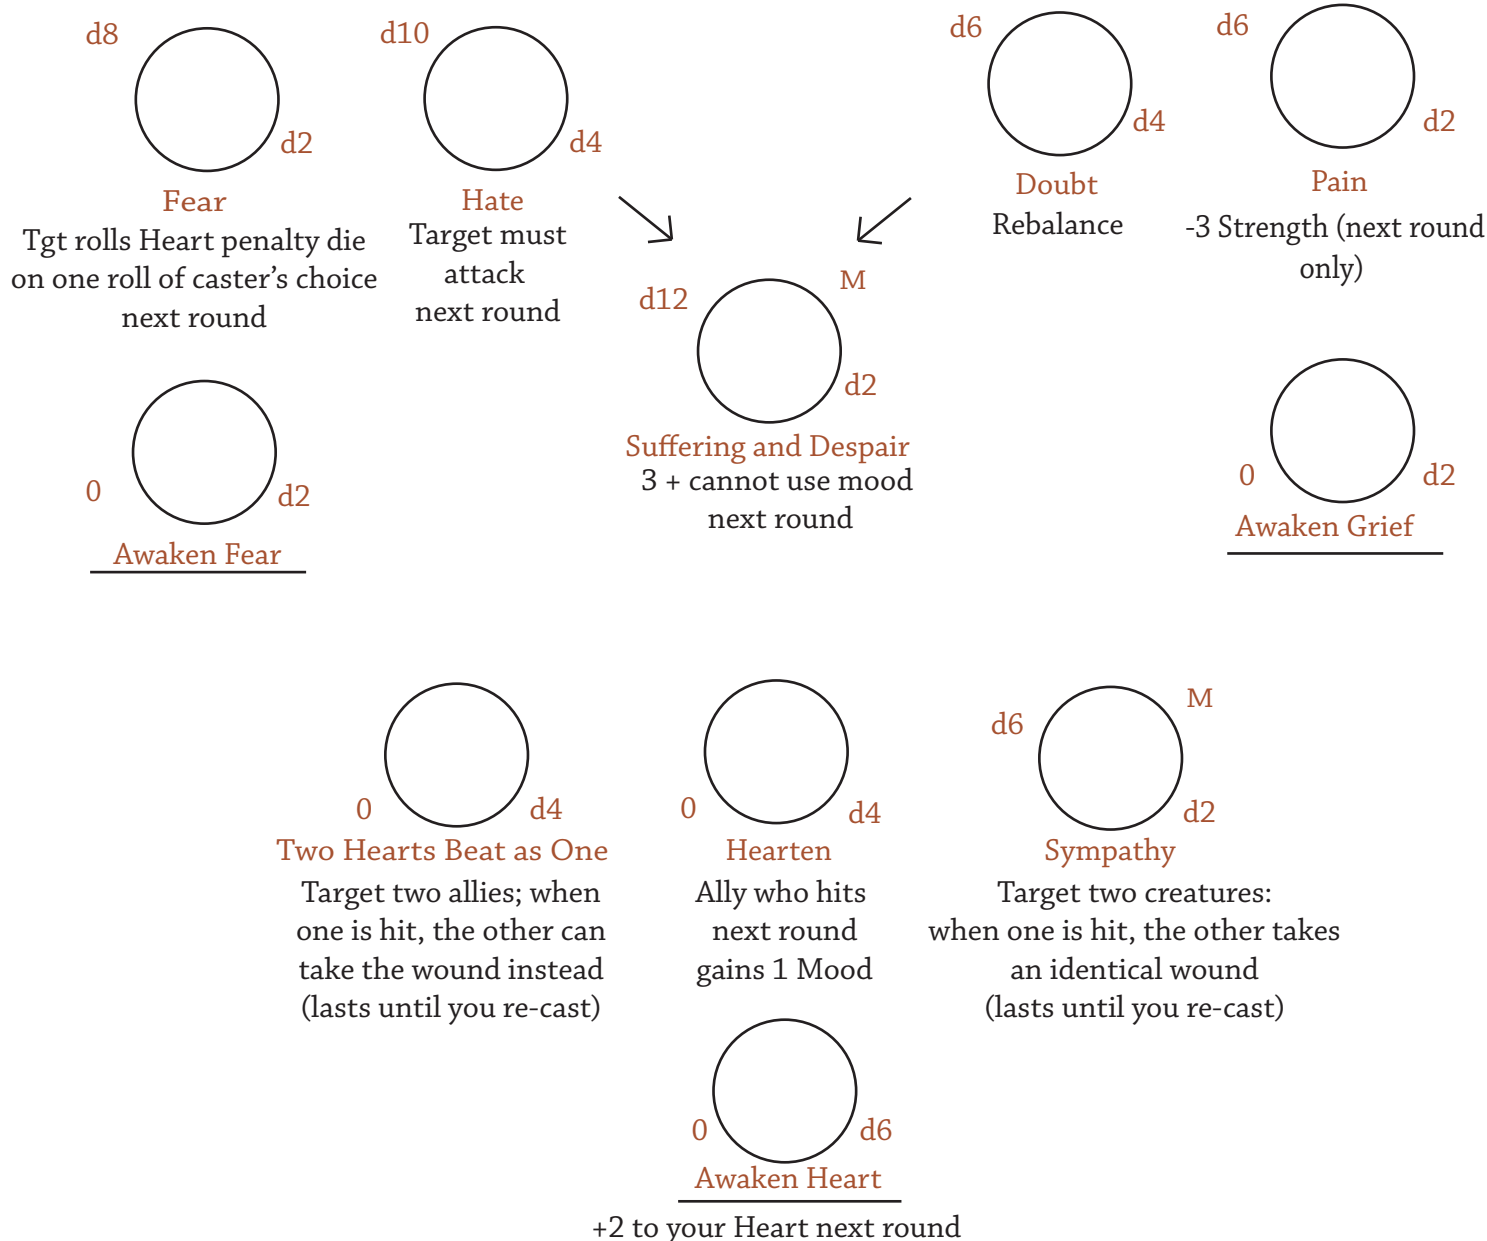 d8
d2
Fear
Tgt rolls Heart penalty die
on one roll of caster's choice
next round
d10
d4
Hate
Target must
attack
next round
d6
d4
Doubt
Rebalance
d6
d2
Pain
-3 Strength (next round
only)
d12
M
d2
Suffering and Despair
3 + cannot use mood
next round
0
d2
Awaken Fear
0
d2
Awaken Grief
0
d4
Two Hearts Beat as One
Target two allies; when
one is hit, the other can
take the wound instead
(lasts until you re-cast)
0
d4
Hearten
Ally who hits
next round
gains 1 Mood
d6
M
d2
Sympathy
Target two creatures:
when one is hit, the other takes
an identical wound
(lasts until you re-cast)
0
d6
Awaken Heart
+2 to your Heart next round